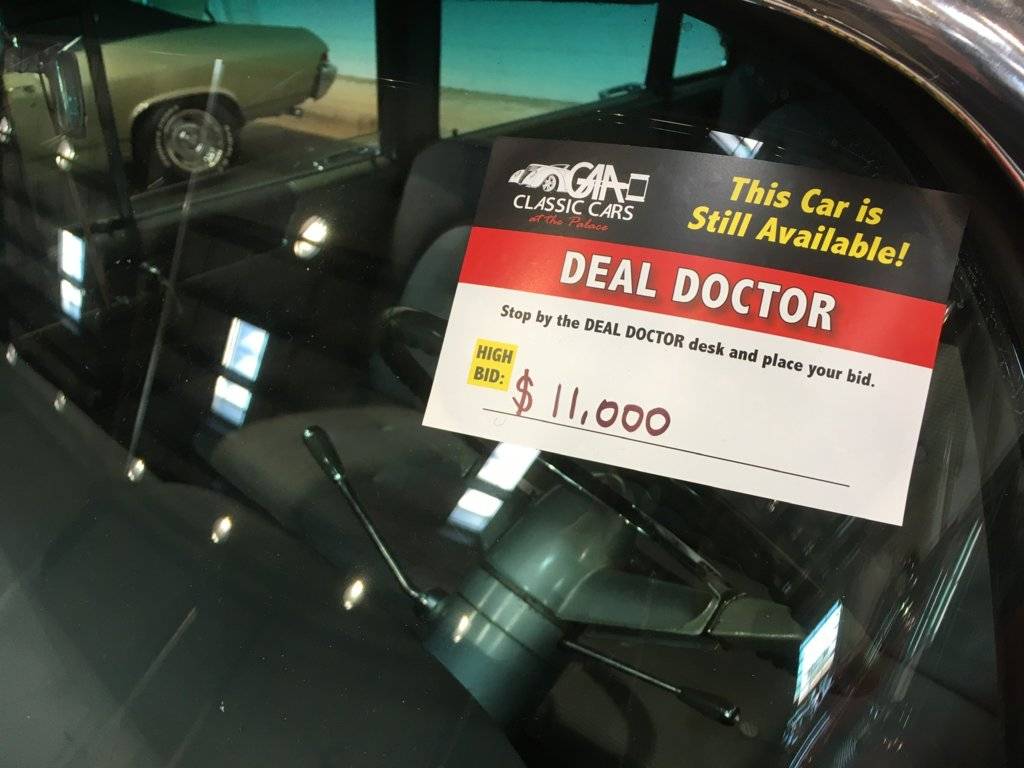 GAA
CLASSIC CARS
at the Palace
This Car is
Still Available!
DEAL DOCTOR
Stop by the DEAL DOCTOR desk and place your bid.
HIGH
BID: $ 11,000